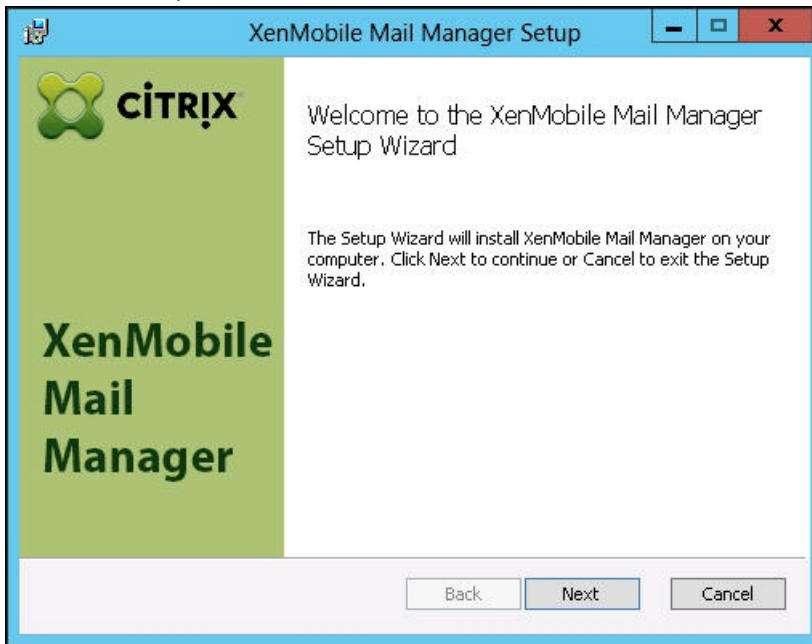 XenMobile Mail Manager Setup
CİTRIX
Welcome to the XenMobile Mail Manager
Setup Wizard
The Setup Wizard will install XenMobile Mail Manager on your
computer. Click Next to continue or Cancel to exit the Setup
Wizard.
XenMobile
Mail
Manager
Back Next Cancel